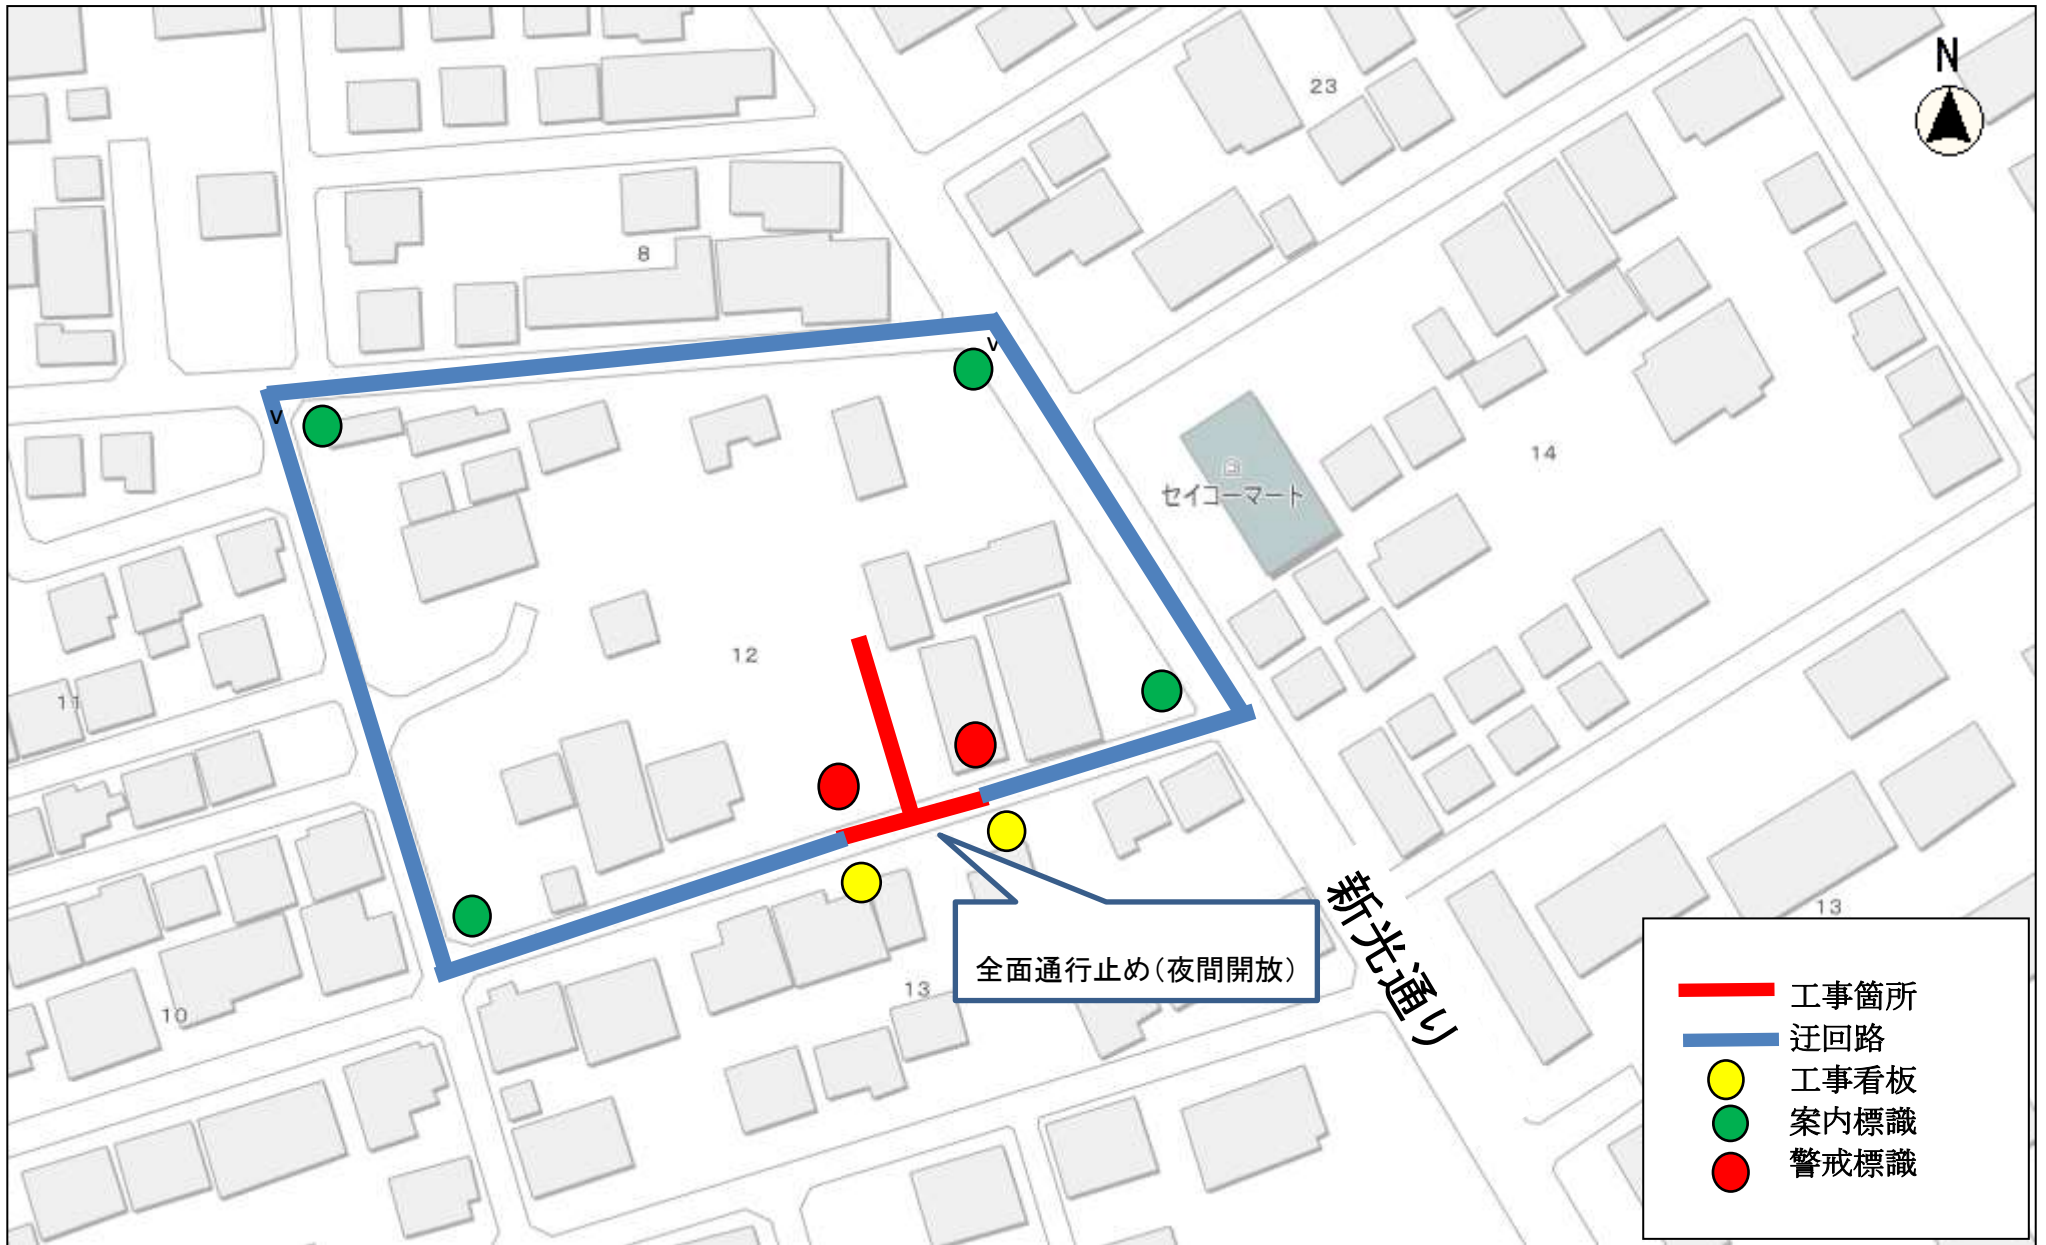 N
23
8
v
v
セイコーマート
14
12
11
新光通り
13
全面通行止め（夜間開放）
13
10
工事箇所
迂回路
工事看板
案内標識
警戒標識